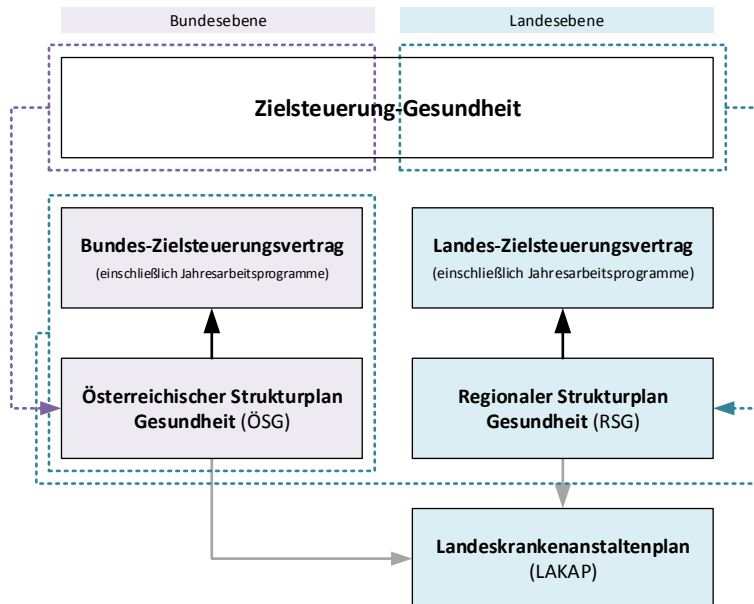 Bundesebene
Landesebene
Zielsteuerung-Gesundheit
Bundes-Zielsteuerungsvertrag
(einschließlich Jahresarbeitsprogramme)
Landes-Zielsteuerungsvertrag
(einschließlich Jahresarbeitsprogramme)
Österreichischer Strukturplan
Gesundheit (ÖSG)
Regionaler Strukturplan
Gesundheit (RSG)
Landeskrankenanstaltenplan
(LAKAP)